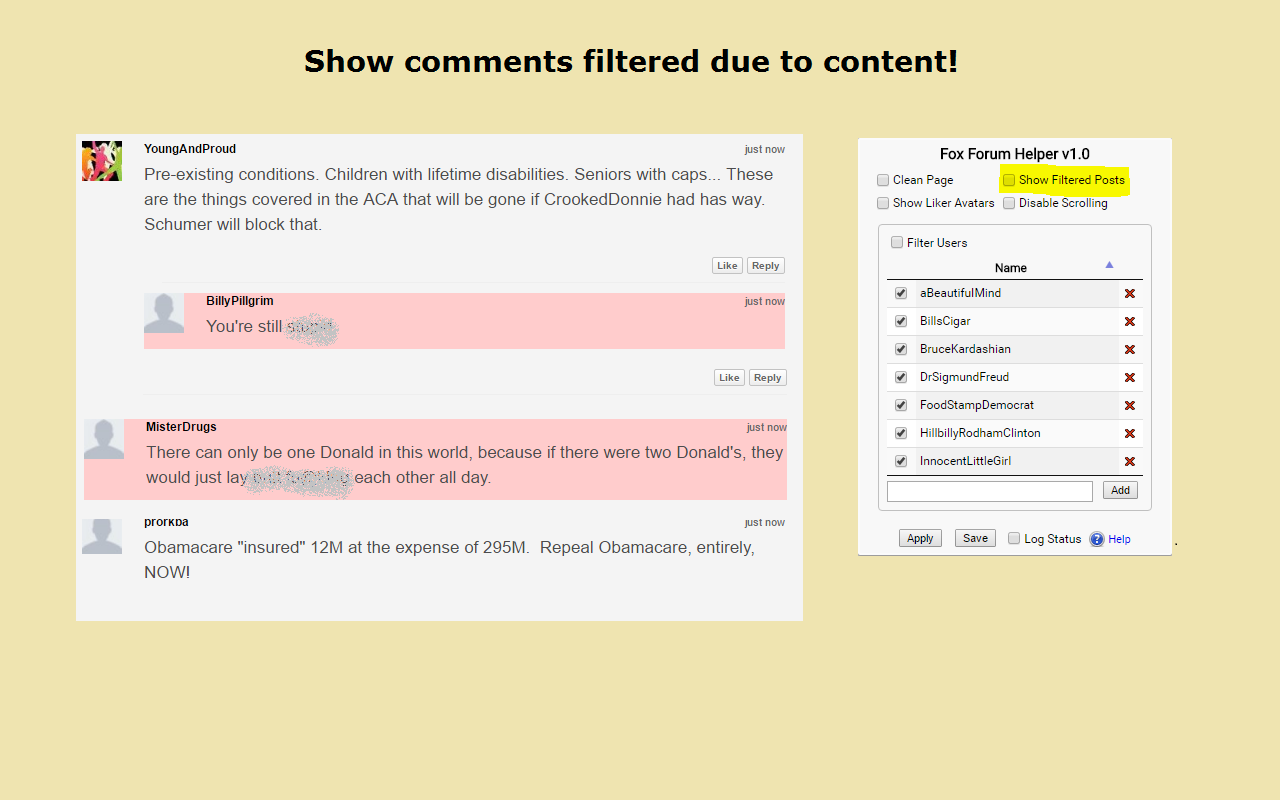 Show comments filtered due to content!
YoungAndProud just now
Pre-existing conditions. Children with lifetime disabilities. Seniors with caps... These
are the things covered in the ACA that will be gone if CrookedDonnie had has way.
Schumer will block that.
Like Reply
BillyPillgrim just now
You're still
Like Reply
MisterDrugs just now
There can only be one Donald in this world, because if there were two Donald's, they
would just lay each other all day.
prorkba just now
Obamacare "insured" 12M at the expense of 295M. Repeal Obamacare, entirely,
NOW!
Fox Forum Helper v1.0
Clean Page Show Filtered Posts
Show Liker Avatars Disable Scrolling
Filter Users
Name
aBeautifulMind
BillsCigar
BruceKardashian
DrSigmundFreud
FoodStampDemocrat
HillbillyRodhamClinton
InnocentLittleGirl
Add
Apply Save Log Status ? Help .